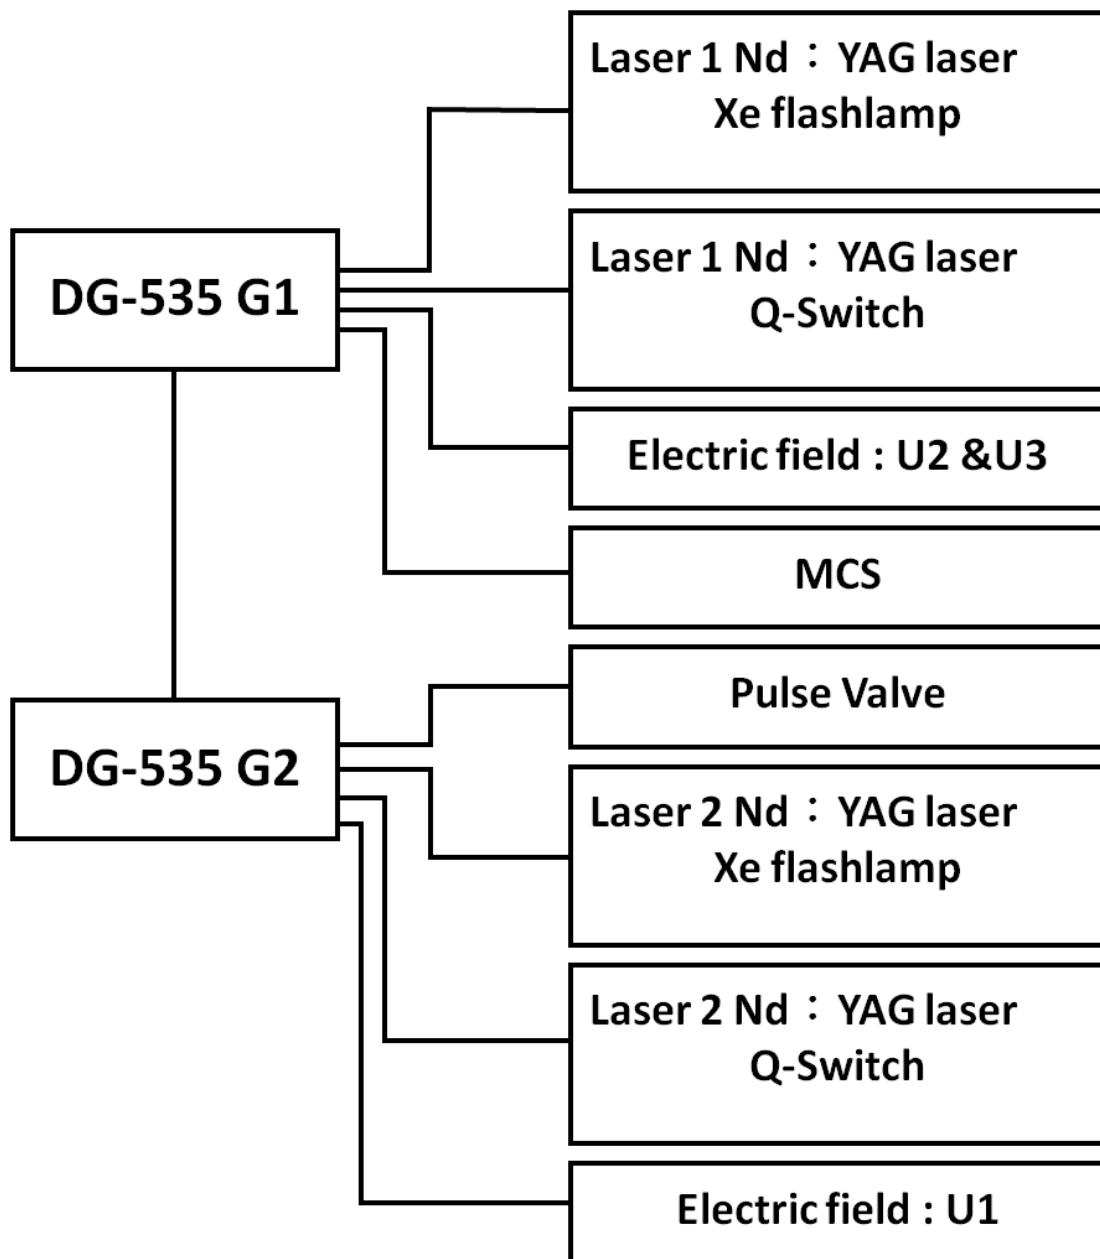 Laser 1 Nd：YAG laser
Xe flashlamp
Laser 1 Nd：YAG laser
Q-Switch
DG-535 G1
Electric field : U2 &U3
MCS
Pulse Valve
DG-535 G2
Laser 2 Nd：YAG laser
Xe flashlamp
Laser 2 Nd：YAG laser
Q-Switch
Electric field : U1